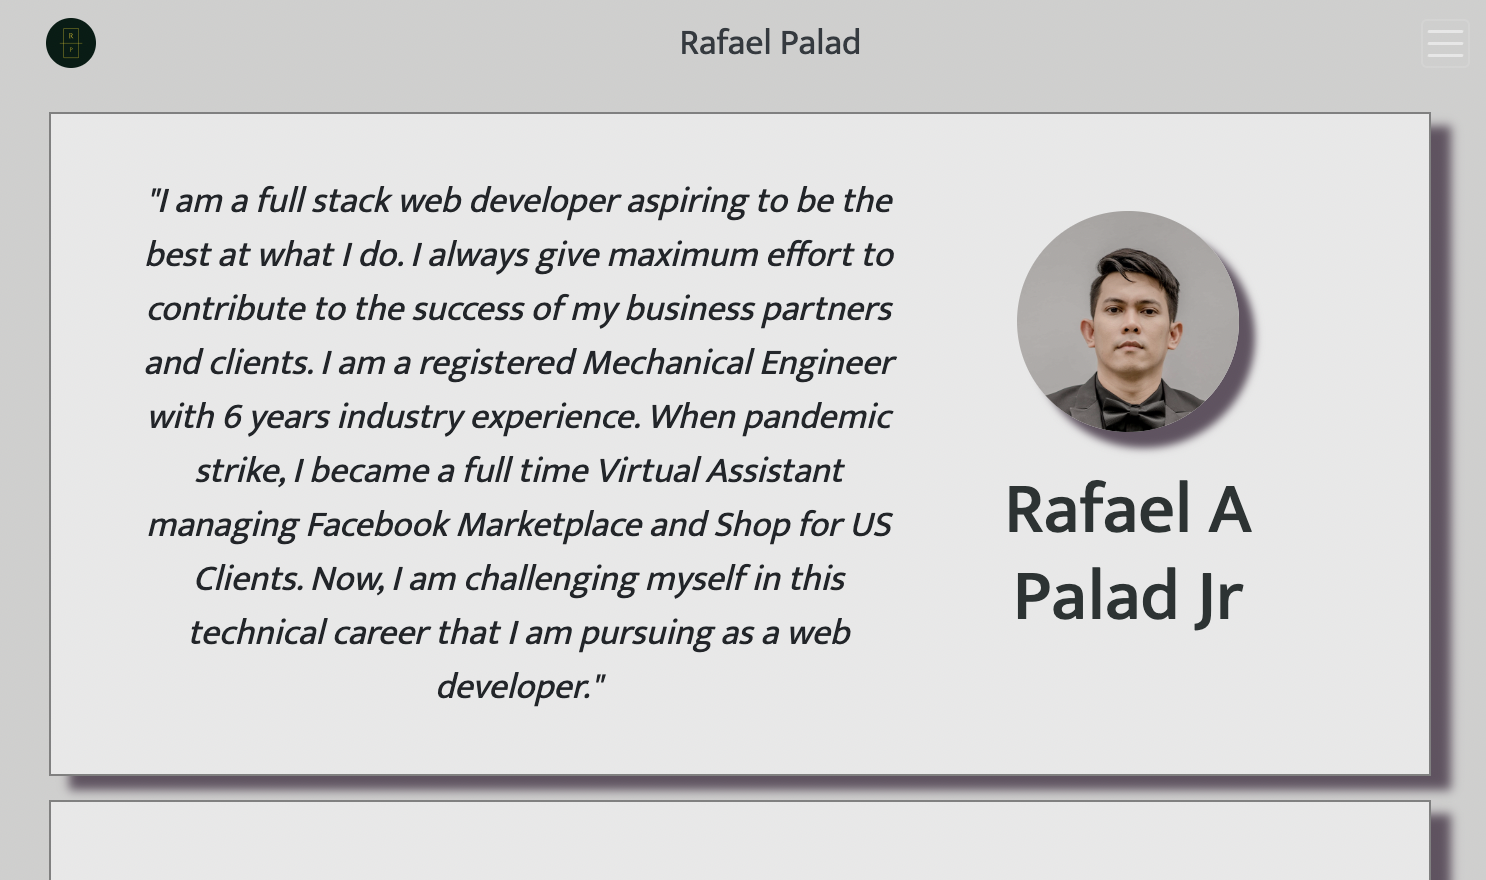 R
P
Rafael Palad
"I am a full stack web developer aspiring to be the
best at what I do. I always give maximum effort to
contribute to the success of my business partners
and clients. I am a registered Mechanical Engineer
with 6 years industry experience. When pandemic
strike, I became a full time Virtual Assistant
managing Facebook Marketplace and Shop for US
Clients. Now, I am challenging myself in this
technical career that I am pursuing as a web
developer."
Rafael A
Palad Jr